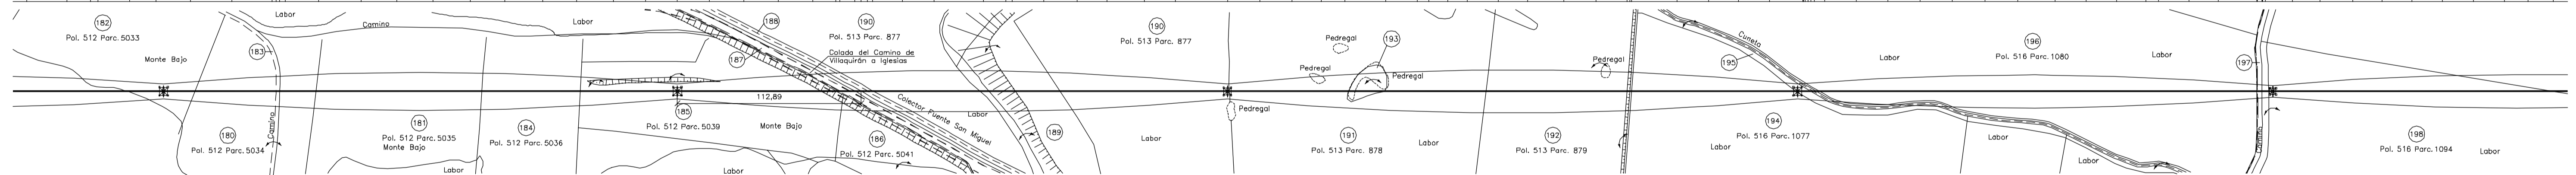 182
Pol. 512 Parc. 5033
Monte Bajo
Labor
Camino
183
Labor
180
Pol. 512 Parc. 5034
Camino
181
Pol. 512 Parc. 5035
Monte Bajo
Labor
184
Pol. 512 Parc. 5036
188
187
190
Pol. 513 Parc. 877
Colada del Camino de
Villaquirán a Iglesias
112,89
185
Pol. 512 Parc. 5039
Monte Bajo
Labor
Colector Puente San Miguel
Labor
186
Pol. 512 Parc. 5041
189
190
Pol. 513 Parc. 877
Labor
Pedregal
193
Pedregal
Pedregal
Pedregal
Pedregal
191
Pol. 513 Parc. 878
Labor
192
Pol. 513 Parc. 879
Cuneta
195
Labor
196
Pol. 516 Parc. 1080
Labor
197
194
Pol. 516 Parc. 1077
Labor
Labor
Labor
Camino
198
Pol. 516 Parc. 1094
Labor